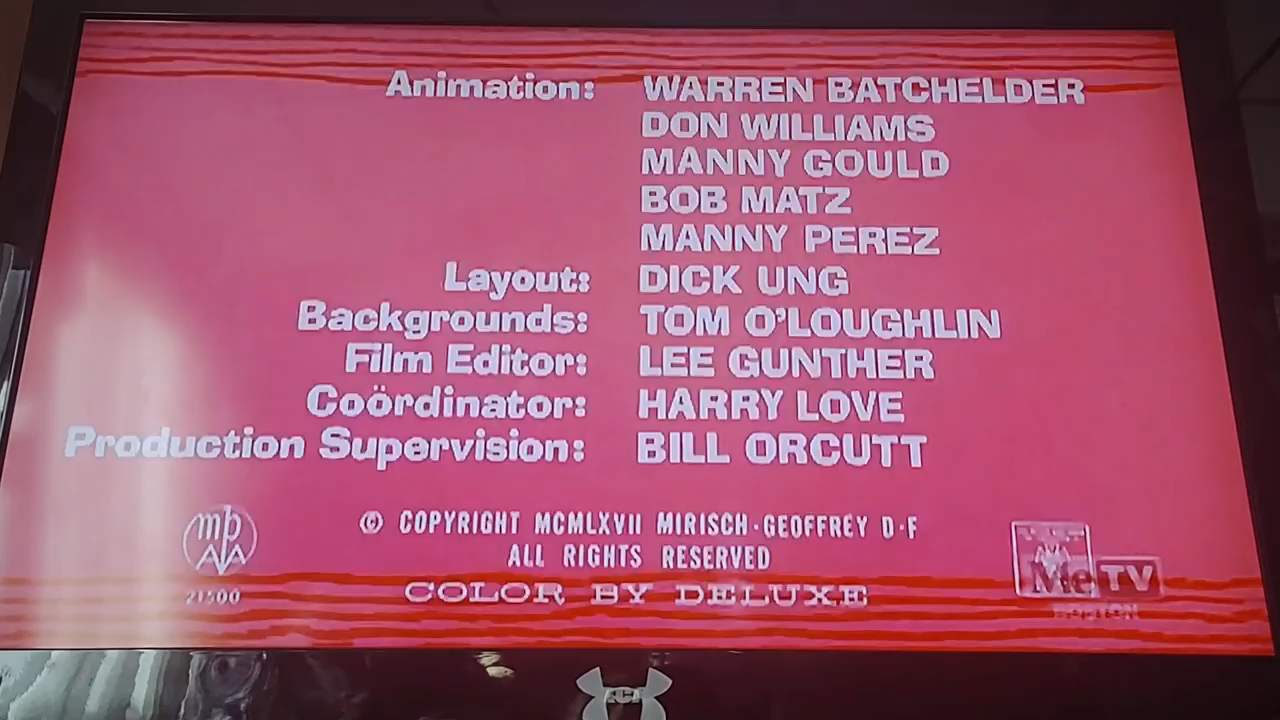 Animation: WARREN BATCHELDER
DON WILLIAMS
MANNY GOULD
BOB MATZ
MANNY PEREZ
Layout: DICK UNG
Backgrounds: TOM O'LOUGHLIN
Film Editor: LEE GUNTHER
Coördinator: HARRY LOVE
Production Supervision: BILL ORCUTT
© COPYRIGHT MCMLXVII MIRISCH-GEOFFREY D-F
ALL RIGHTS RESERVED
COLOR BY DELUXE
mp
AA
21500
MeTV